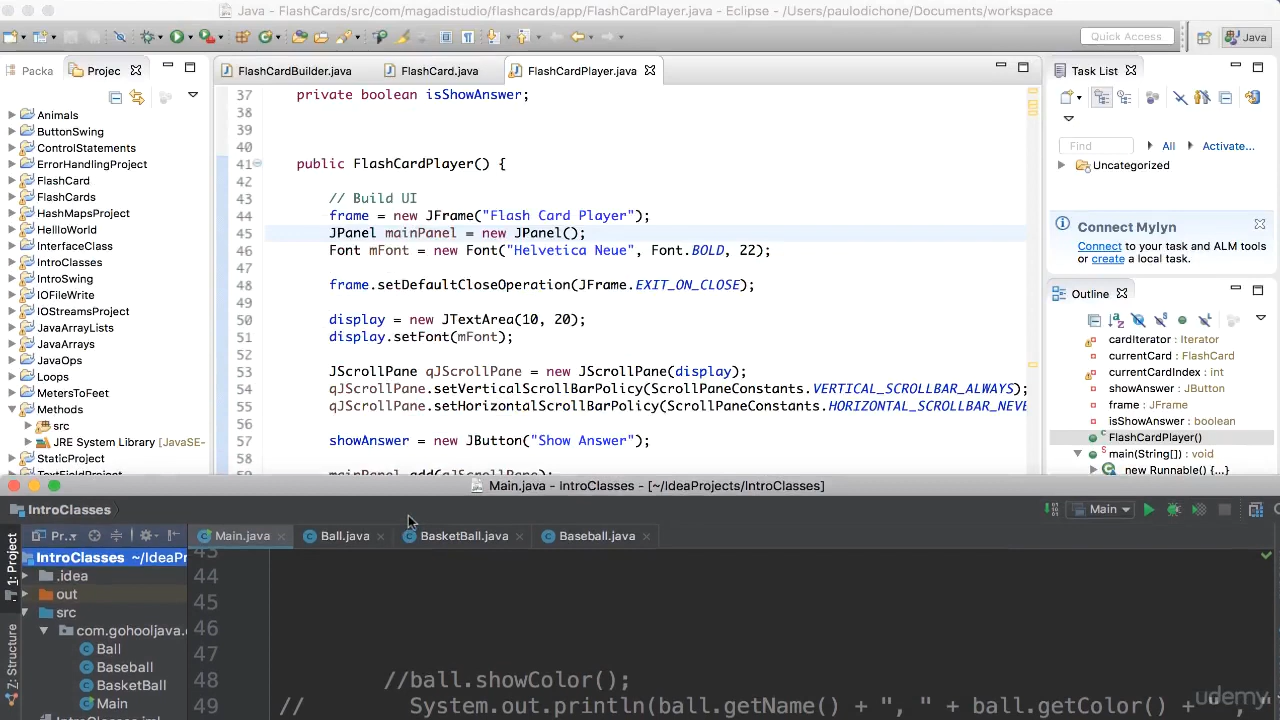 Java - FlashCards/src/com/magadistudio/flashcards/app/FlashCardPlayer.java - Eclipse - /Users/paulodichone/Documents/workspace
Quick Access
Java
Packa
Projec
FlashCardBuilder.java
FlashCard.java
FlashCardPlayer.java
Task List
Animals
ButtonSwing
ControlStatements
ErrorHandlingProject
FlashCard
FlashCards
HashMapsProject
HellloWorld
InterfaceClass
IntroClasses
IntroSwing
IOFileWrite
IOStreamsProject
JavaArrayLists
JavaArrays
JavaOps
Loops
MetersToFeet
Methods
src
JRE System Library [JavaSE-
StaticProject
TextFieldProject
37 private boolean isShowAnswer;
38
39
40
41 public FlashCardPlayer() {
42
43 // Build UI
44 frame = new JFrame("Flash Card Player");
45 JPanel mainPanel = new JPanel();
46 Font mFont = new Font("Helvetica Neue", Font.BOLD, 22);
47
48 frame.setDefaultCloseOperation(JFrame.EXIT_ON_CLOSE);
49
50 display = new JTextArea(10, 20);
51 display.setFont(mFont);
52
53 JScrollPane qJScrollPane = new JScrollPane(display);
54 qJScrollPane.setVerticalScrollBarPolicy(ScrollPaneConstants.VERTICAL_SCROLLBAR_ALWAYS);
55 qJScrollPane.setHorizontalScrollBarPolicy(ScrollPaneConstants.HORIZONTAL_SCROLLBAR_NEVE
56
57 showAnswer = new JButton("Show Answer");
58
59 mainPanel.add(qJScrollPane);
Find
All
Activate...
Uncategorized
Connect Mylyn
Connect to your task and ALM tools
or create a local task.
Outline
cardIterator : Iterator
currentCard : FlashCard
currentCardIndex : int
showAnswer : JButton
frame : JFrame
isShowAnswer : boolean
FlashCardPlayer()
main(String[]) : void
new Runnable() {...}
Main.java - IntroClasses - [~/IdeaProjects/IntroClasses]
IntroClasses
Main
1: Project
Pr..
Main.java
Ball.java
BasketBall.java
Baseball.java
IntroClasses ~/IdeaPr
.idea
out
src
com.gohooljava.
Ball
Baseball
BasketBall
Main
IntroClasses.iml
Z: Structure
43
44
45
46
47
48 //ball.showColor();
49 // System.out.println(ball.getName() + ", " + ball.getColor() + ", "
udemy